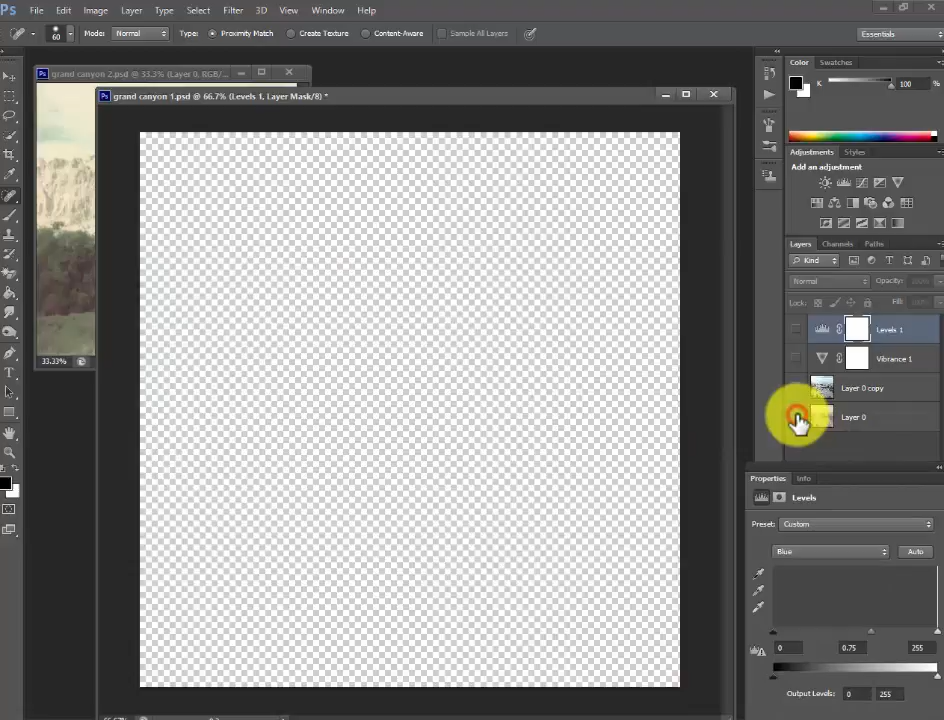 Ps File Edit Image Layer Type Select Filter 3D View Window Help
60 Mode: Normal Type: Proximity Match Create Texture Content-Aware Sample All Layers Essentials
Ps grand canyon 2.psd @ 33.3% (Layer 0, RGB/...
Ps grand canyon 1.psd @ 66.7% (Levels 1, Layer Mask/8) *
33.33%
Color Swatches
K 100 %
Adjustments Styles
Add an adjustment
Layers Channels Paths
Kind
Normal Opacity:
Lock: Fill:
Levels 1
Vibrance 1
Layer 0 copy
Layer 0
Properties Info
Levels
Preset: Custom
Blue Auto
0 0.75 255
Output Levels: 0 255